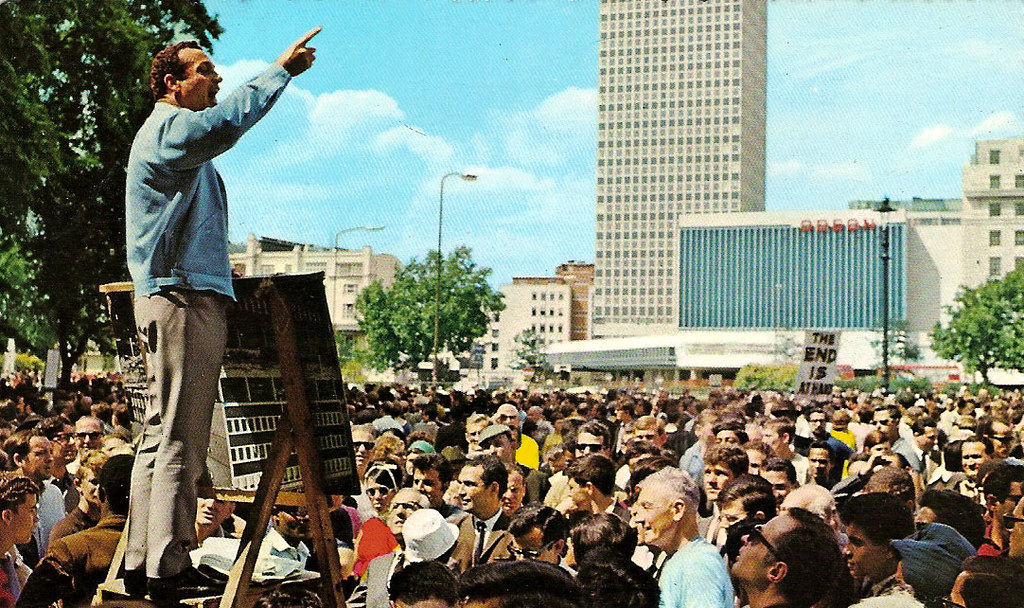 ODEON
THE
END
IS
AT HAND